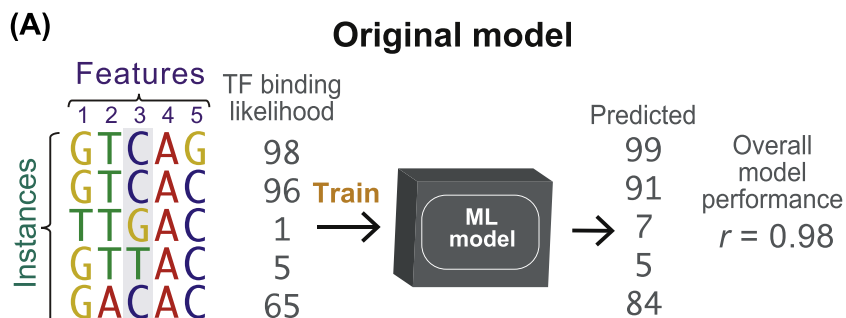 (A)
Original model
Features
TF binding
likelihood
Predicted
Overall
model
performance
r = 0.98
1 2 3 4 5
Instances
GTCAG 98 99
GTCAC 96 91
TTGAC 1 7
GTTAC 5 5
GACAC 65 84
Train
ML
model